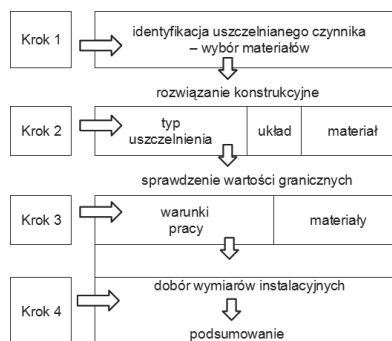 Krok 1
identyfikacja uszczelnianego czynnika
– wybór materiałów
rozwiązanie konstrukcyjne
Krok 2
typ
uszczelnienia
układ
materiał
sprawdzenie wartości granicznych
Krok 3
warunki
pracy
materiały
Krok 4
dobór wymiarów instalacyjnych
podsumowanie